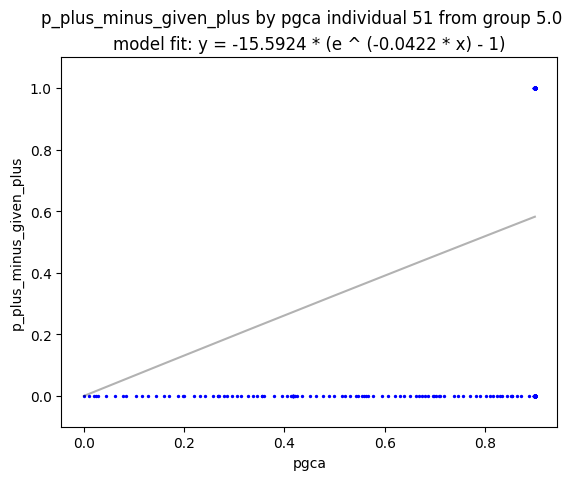 p_plus_minus_given_plus by pgca individual 51 from group 5.0
model fit: y = -15.5924 * (e ^ (-0.0422 * x) - 1)
1.0
0.8
0.6
0.4
0.2
0.0
p_plus_minus_given_plus
0.0 0.2 0.4 0.6 0.8
pgca